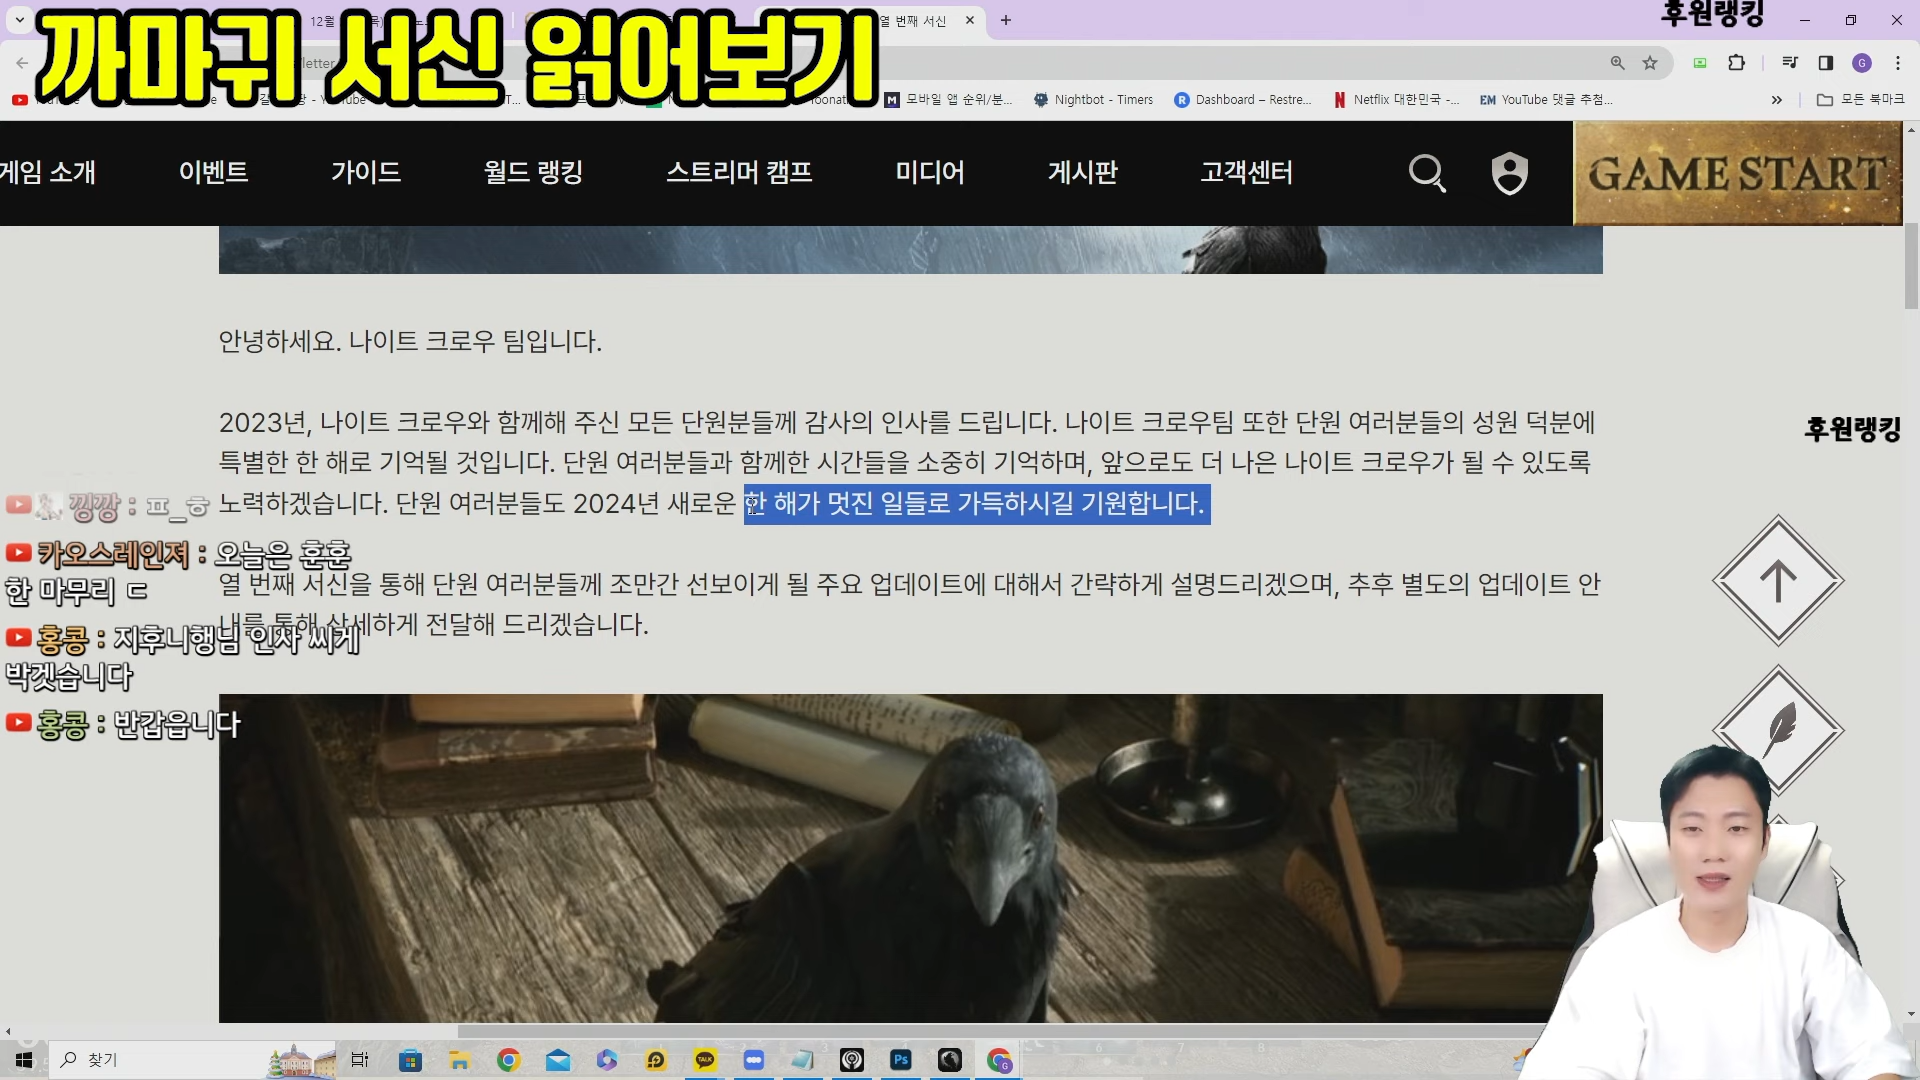 까마귀 서신 읽어보기
12월
열 번째 서신
후원랭킹
letter
모바일 앱 순위/분...
Nightbot - Timers
Dashboard – Restre...
Netflix 대한민국 -...
YouTube 댓글 추첨...
모든 북마크
게임 소개
이벤트
가이드
월드 랭킹
스트리머 캠프
미디어
게시판
고객센터
GAME START
안녕하세요. 나이트 크로우 팀입니다.
2023년, 나이트 크로우와 함께해 주신 모든 단원분들께 감사의 인사를 드립니다. 나이트 크로우팀 또한 단원 여러분들의 성원 덕분에
특별한 한 해로 기억될 것입니다. 단원 여러분들과 함께한 시간들을 소중히 기억하며, 앞으로도 더 나은 나이트 크로우가 될 수 있도록
노력하겠습니다. 단원 여러분들도 2024년 새로운 한 해가 멋진 일들로 가득하시길 기원합니다.
열 번째 서신을 통해 단원 여러분들께 조만간 선보이게 될 주요 업데이트에 대해서 간략하게 설명드리겠으며, 추후 별도의 업데이트 안
내를 통해 상세하게 전달해 드리겠습니다.
후원랭킹
낑깡 : ㅍ_ㅎ
카오스레인져 : 오늘은 훈훈
한 마무리 ㄷ
홍콩 : 지후니행님 인사 씨게
박겟습니다
홍콩 : 반갑읍니다
찾기